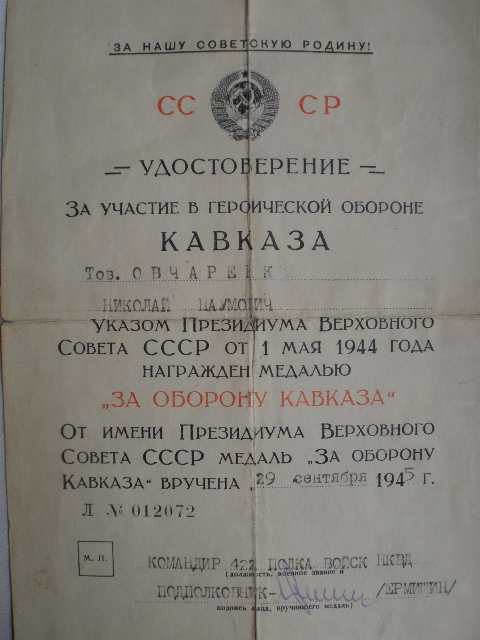 ЗА НАШУ СОВЕТСКУЮ РОДИНУ!
СС СР
УДОСТОВЕРЕНИЕ
ЗА УЧАСТИЕ В ГЕРОИЧЕСКОЙ ОБОРОНЕ
КАВКАЗА
Тов. ОВЧАРЕНК
НИКОЛАЙ НАУМОВИЧ
УКАЗОМ ПРЕЗИДИУМА ВЕРХОВНОГО
СОВЕТА СССР ОТ 1 МАЯ 1944 ГОДА
НАГРАЖДЕН МЕДАЛЬЮ
„ЗА ОБОРОНУ КАВКАЗА“
ОТ ИМЕНИ ПРЕЗИДИУМА ВЕРХОВНОГО
СОВЕТА СССР МЕДАЛЬ „ЗА ОБОРОНУ
КАВКАЗА“ ВРУЧЕНА „29 сентября 1945 Г.
Л № 012072
М. П.
КОМАНДИР 422 ПОЛКА ВОЙСК НКВД
(должность, военное звание и
ПОДПОЛКОВНИК- /ЕРМИШИН/
подпись лица, вручившего медаль)